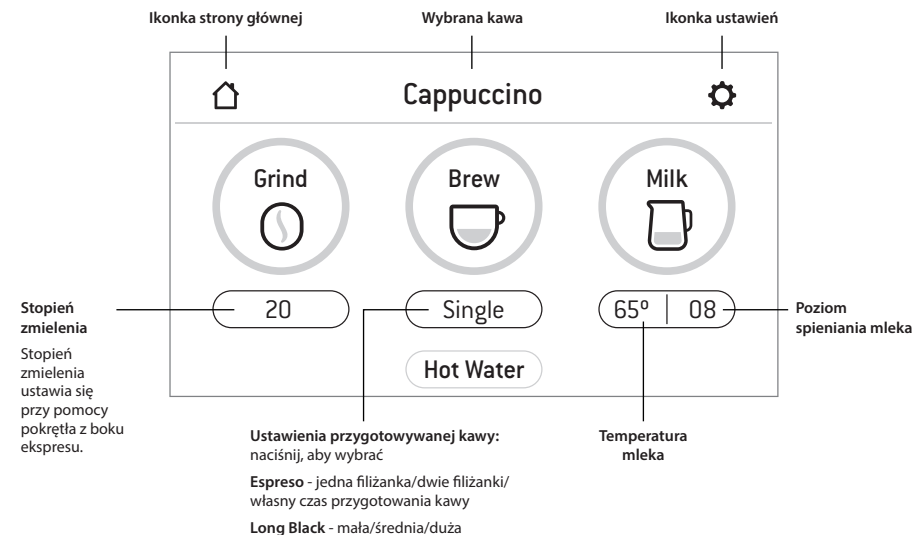 Ikonka strony głównej
Wybrana kawa
Ikonka ustawień
Cappuccino
Grind
Brew
Milk
20
Single
65º | 08
Hot Water
Stopień
zmielenia
Stopień
zmielenia
ustawia się
przy pomocy
pokrętła z boku
ekspresu.
Poziom
spieniania mleka
Ustawienia przygotowywanej kawy:
naciśnij, aby wybrać
Espreso - jedna filiżanka/dwie filiżanki/
własny czas przygotowania kawy
Long Black - mała/średnia/duża
Temperatura
mleka